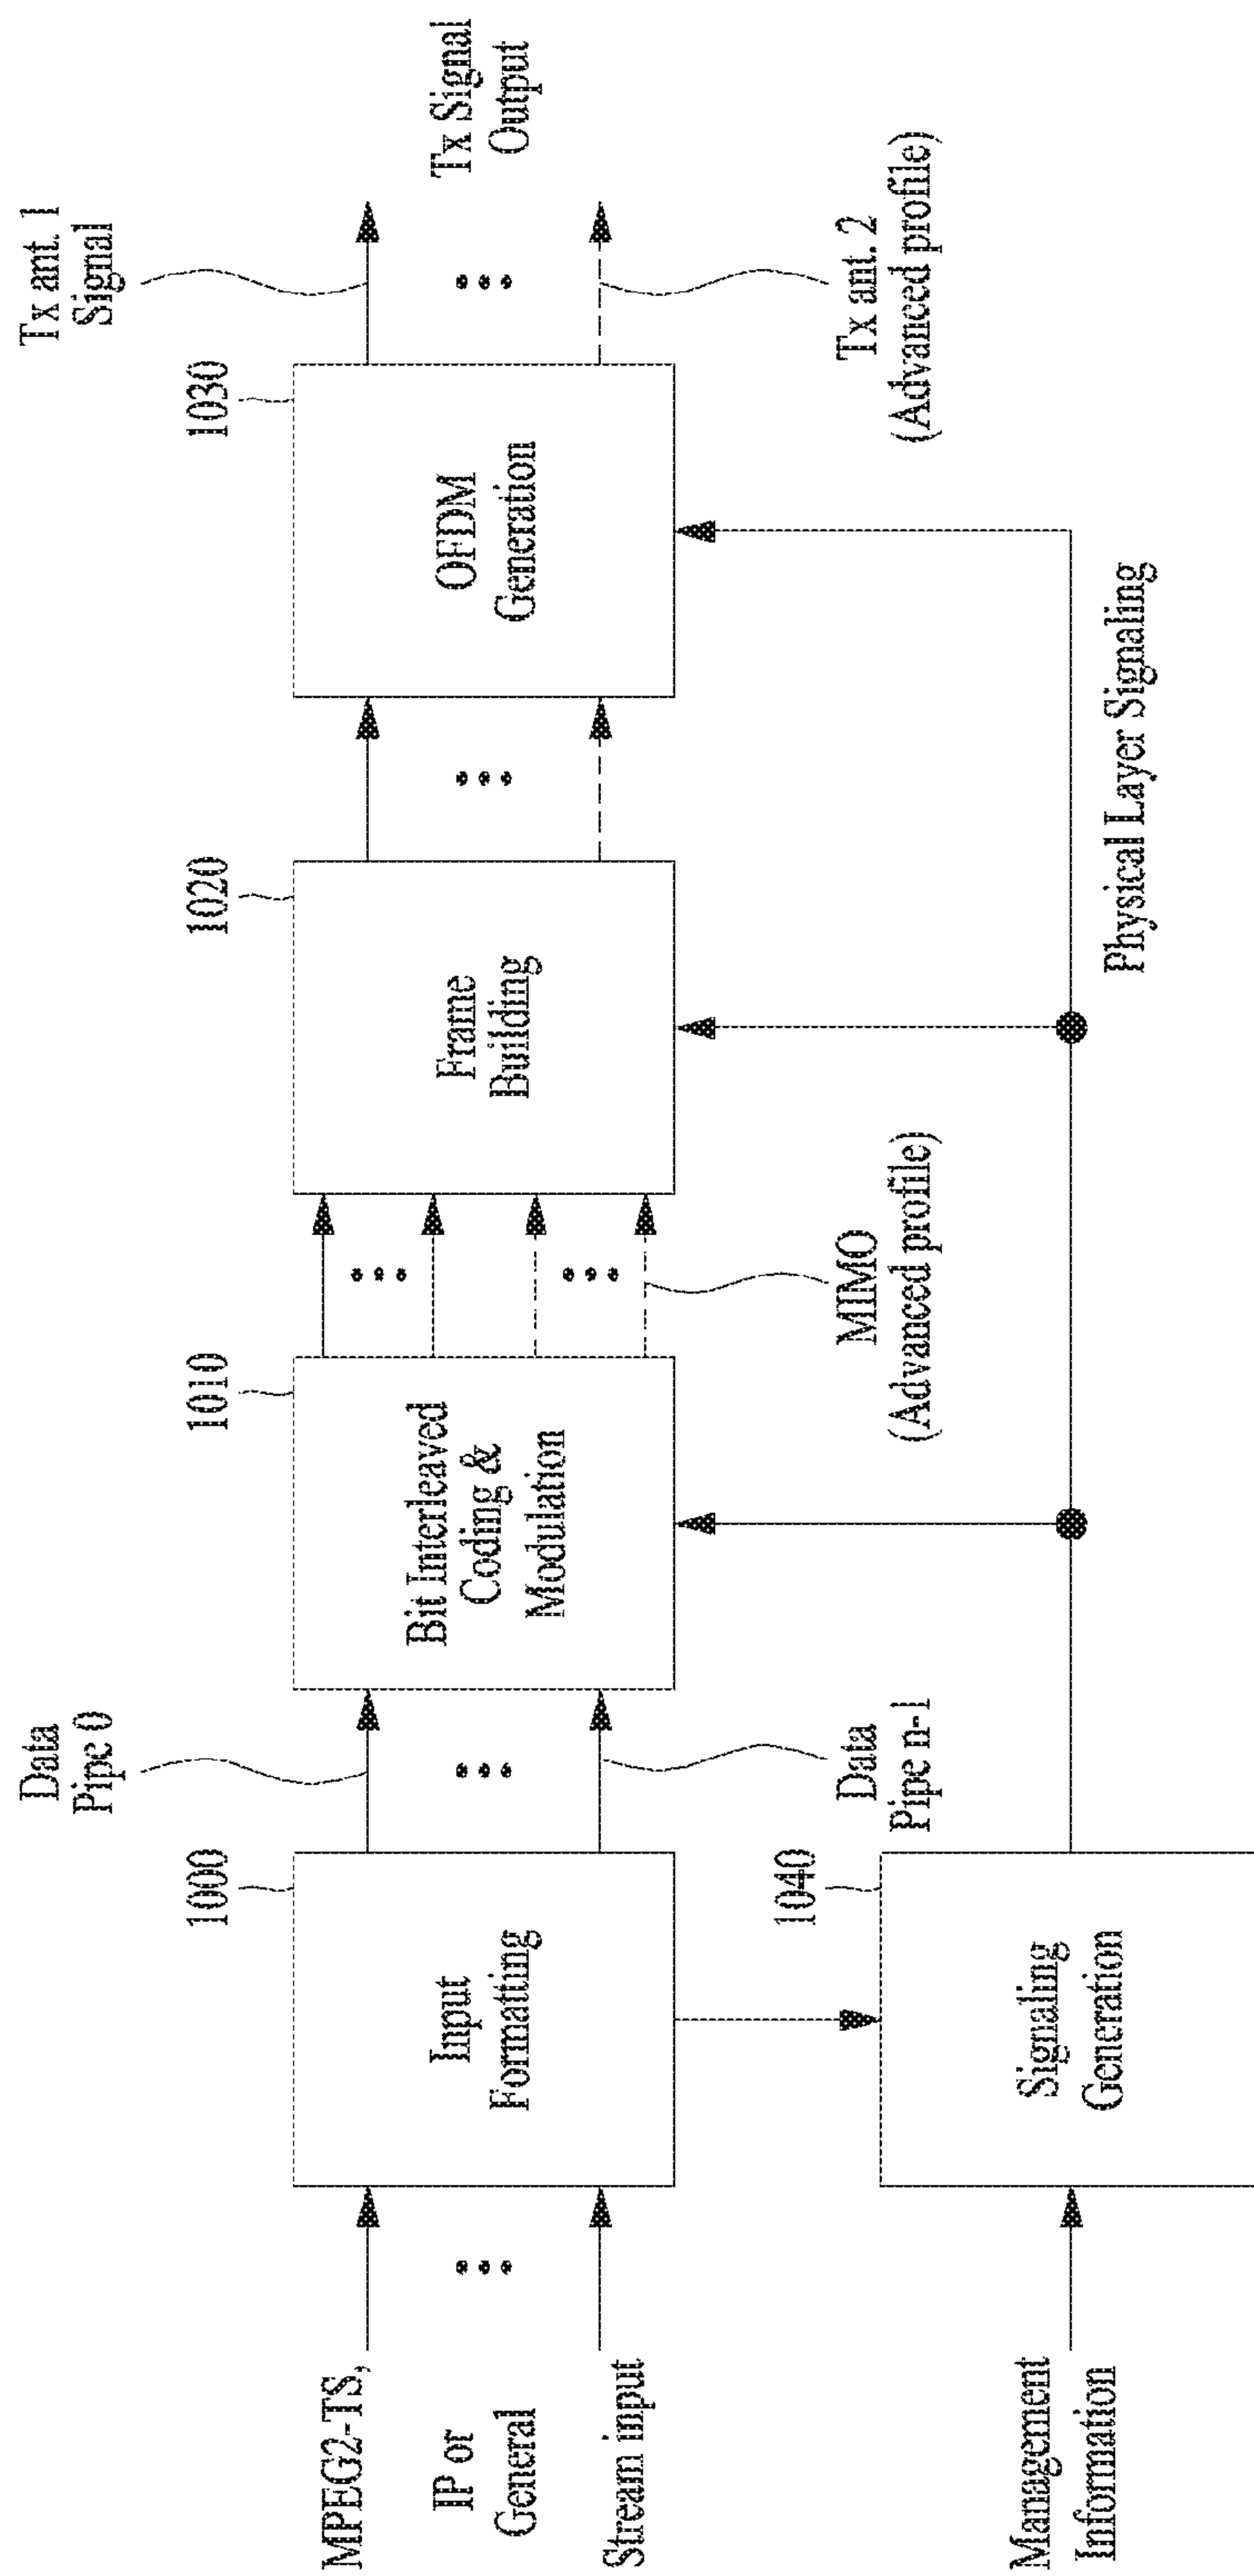 Tx ant. 1
Signal
Data
Pipe 0
1000
1010
1020
1030
MPEG2-TS,
IP or
General
Stream input
Input
Formatting
Bit Interleaved
Coding &
Modulation
Frame
Building
OFDM
Generation
Tx Signal
Output
Data
Pipe n-1
MIMO
(Advanced profile)
Tx ant. 2
(Advanced profile)
1040
Management
Information
Signaling
Generation
Physical Layer Signaling